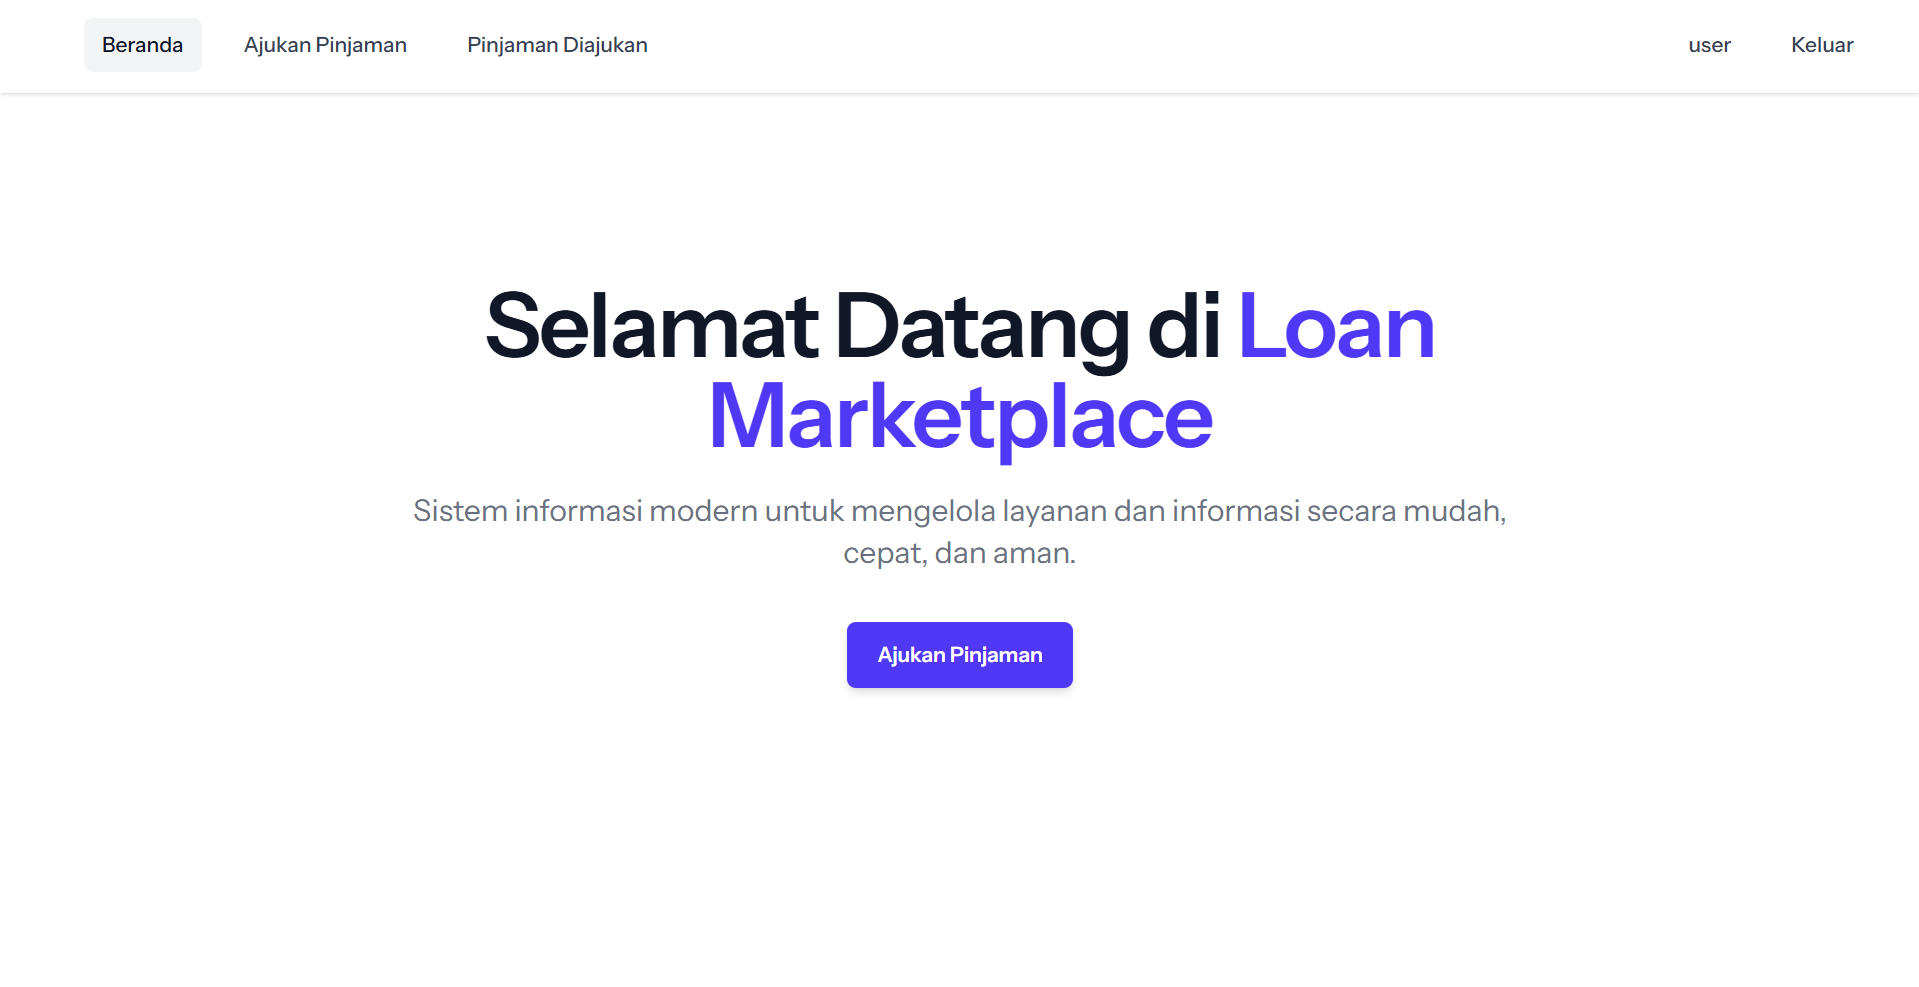 Beranda
Ajukan Pinjaman
Pinjaman Diajukan
user
Keluar
Selamat Datang di Loan
Marketplace
Sistem informasi modern untuk mengelola layanan dan informasi secara mudah,
cepat, dan aman.
Ajukan Pinjaman